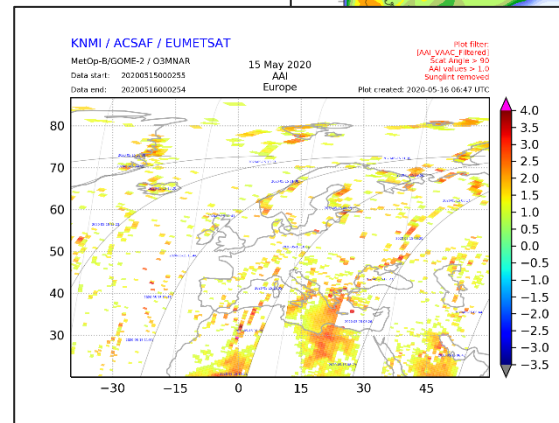 KNMI / ACSAF / EUMETSAT
MetOp-B/GOME-2 / O3MNAR
Data start: 20200515000255
Data end: 20200516000254
15 May 2020
AAI
Europe
Plot filter:
[AAI_VAAC_Filtered]
Scat Angle > 90
AAI values > 1.0
Sunglint removed
Plot created: 2020-05-16 06:47 UTC
80
70
60
50
40
30
−30
−15
0
15
30
45
4.0
3.5
3.0
2.5
2.0
1.5
1.0
0.5
0.0
−0.5
−1.0
−1.5
−2.0
−2.5
−3.0
−3.5